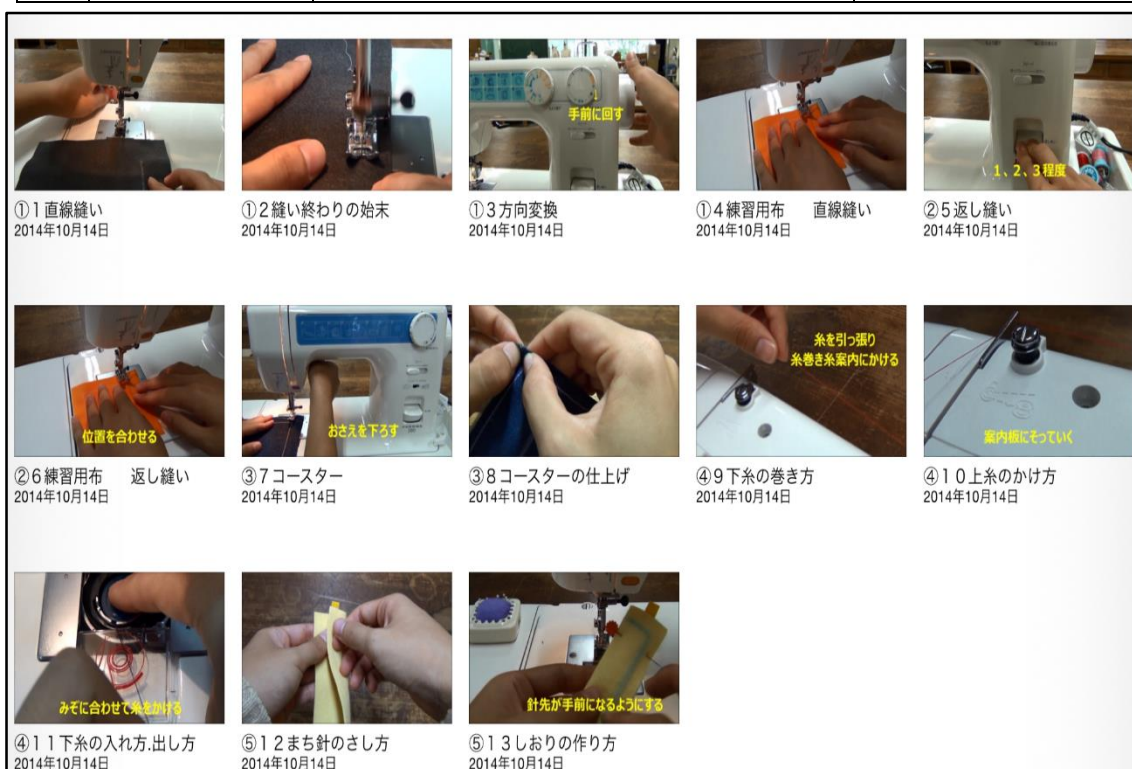 手前に回す
1、2、3程度
①1直線縫い
2014年10月14日
①2縫い終わりの始末
2014年10月14日
①3方向変換
2014年10月14日
①4練習用布　直線縫い
2014年10月14日
②5返し縫い
2014年10月14日
位置を合わせる
おさえを下ろす
糸を引っ張り
糸巻き糸案内にかける
案内板にそっていく
②6練習用布　返し縫い
2014年10月14日
③7コースター
2014年10月14日
③8コースターの仕上げ
2014年10月14日
④9下糸の巻き方
2014年10月14日
④10上糸のかけ方
2014年10月14日
みぞに合わせて糸をかける
針先が手前になるようにする
④11下糸の入れ方.出し方
2014年10月14日
⑤12まち針のさし方
2014年10月14日
⑤13しおりの作り方
2014年10月14日